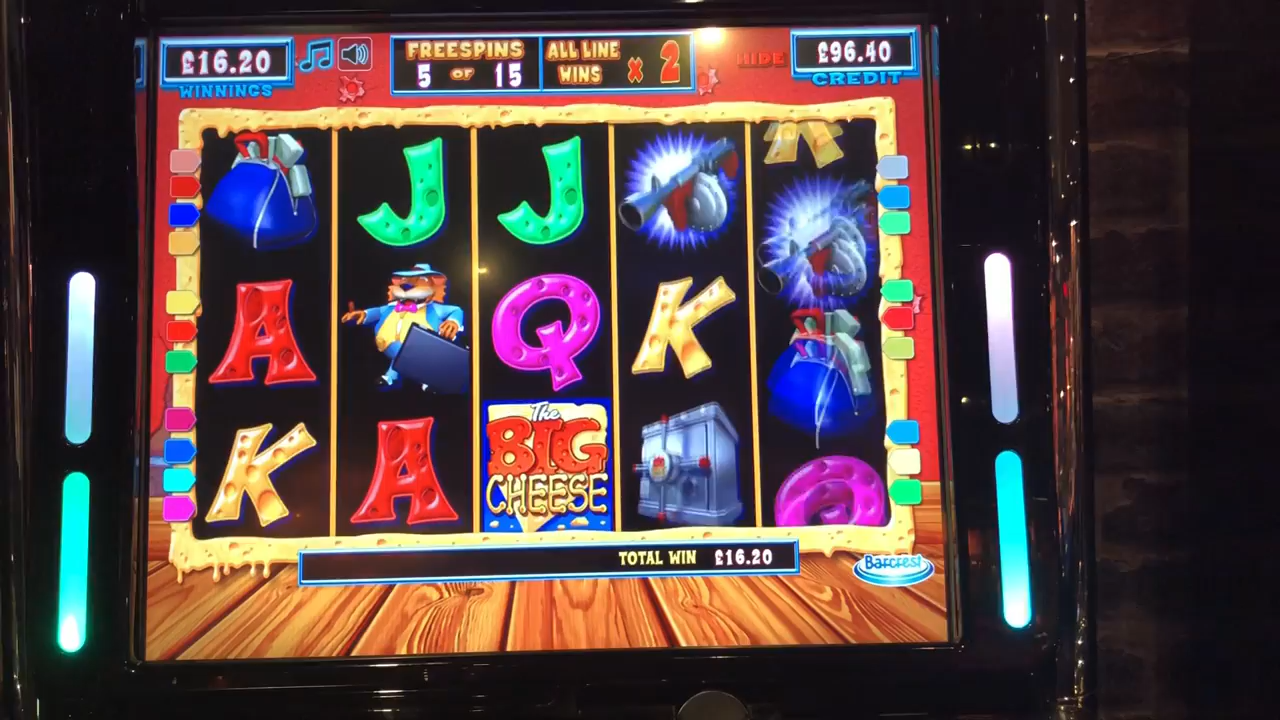 £16.20
WINNINGS
FREESPINS
5 OF 15
ALL LINE
WINS x 2
HIDE
£96.40
CREDIT
K
J
J
A
Q
K
K
A
The
BIG
CHEESE
Q
TOTAL WIN £16.20
Barcrest